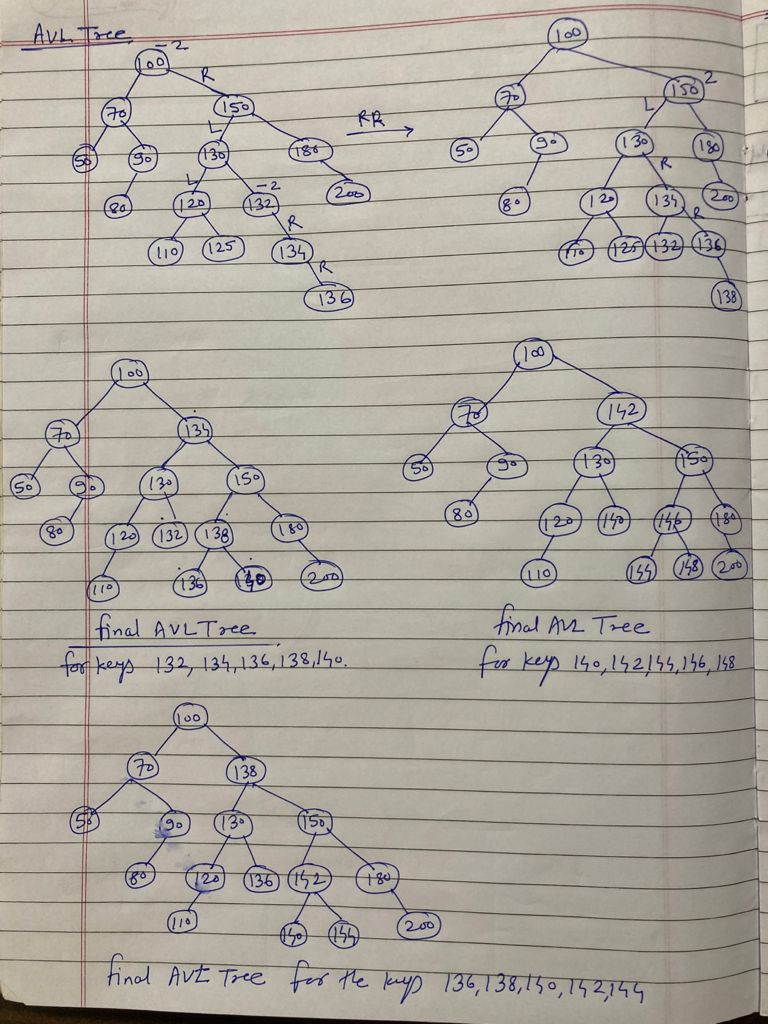 AVL Tree
100 -2
R
70 150
L
50 90 130 180
L -2
80 120 132 200
R
110 125 134
R
136
RR
100
70 150 2
L
50 90 130 180
R
80 120 134 200
R
110 125 132 136
138
100
70 134
50 90 130 150
80 120 132 138 180
110 136 200
final AVL Tree
for keys 132, 134, 136, 138, 140.
100
70 142
50 90 130 150
80 120 140 146 180
110 144 148 200
final AVL Tree
for keys 140, 142, 144, 146, 148
100
70 138
50 90 130 150
80 120 136 142 180
110 140 144 200
final AVL Tree for the keys 136, 138, 140, 142, 144